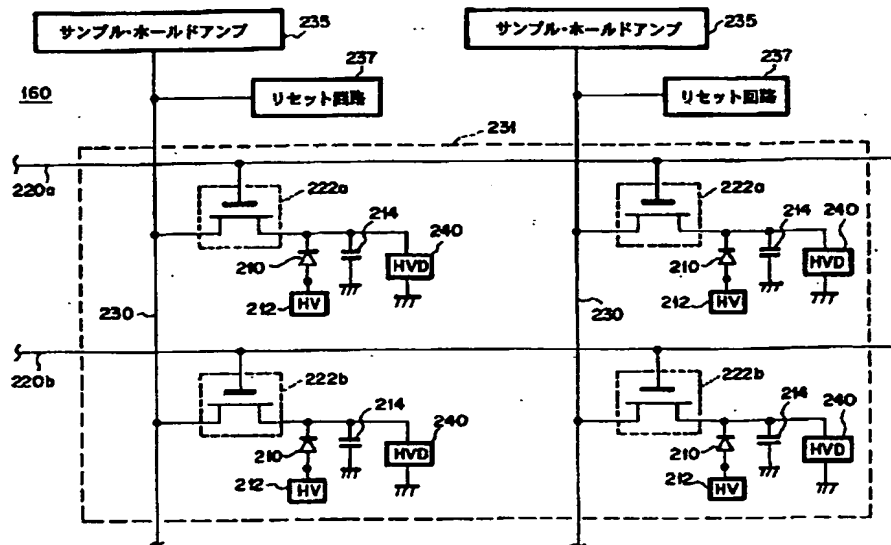 サンプル・ホールドアンプ 235 サンプル・ホールドアンプ 235
237 237
160 リセット回路 リセット回路
231
220a 222a 214 240 222a 214 240
210 HVD 210 HVD
230 212 HV 230 212 HV
220b 222b 214 240 222b 214 240
210 HVD 210 HVD
212 HV 212 HV